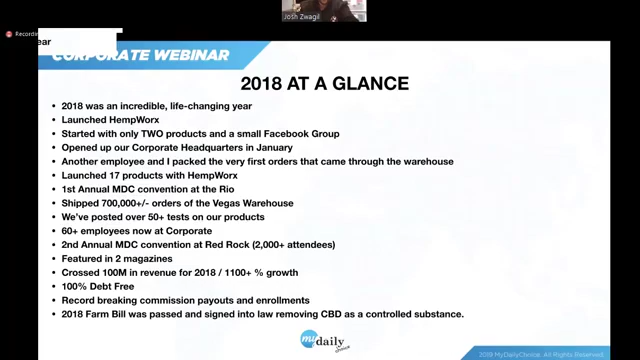 Josh Zwagil
Recordin
ear
CORPORATE WEBINAR
2018 AT A GLANCE
• 2018 was an incredible, life-changing year
• Launched HempWorx
• Started with only TWO products and a small Facebook Group
• Opened up our Corporate Headquarters in January
• Another employee and I packed the very first orders that came through the warehouse
• Launched 17 products with HempWorx
• 1st Annual MDC convention at the Rio
• Shipped 700,000+/- orders of the Vegas Warehouse
• We've posted over 50+ tests on our products
• 60+ employees now at Corporate
• 2nd Annual MDC convention at Red Rock (2,000+ attendees)
• Featured in 2 magazines
• Crossed 100M in revenue for 2018 / 1100+ % growth
• 100% Debt Free
• Record breaking commission payouts and enrollments
• 2018 Farm Bill was passed and signed into law removing CBD as a controlled substance.
my daily
choice
2019 © MyDailyChoice. All Rights Reserved.